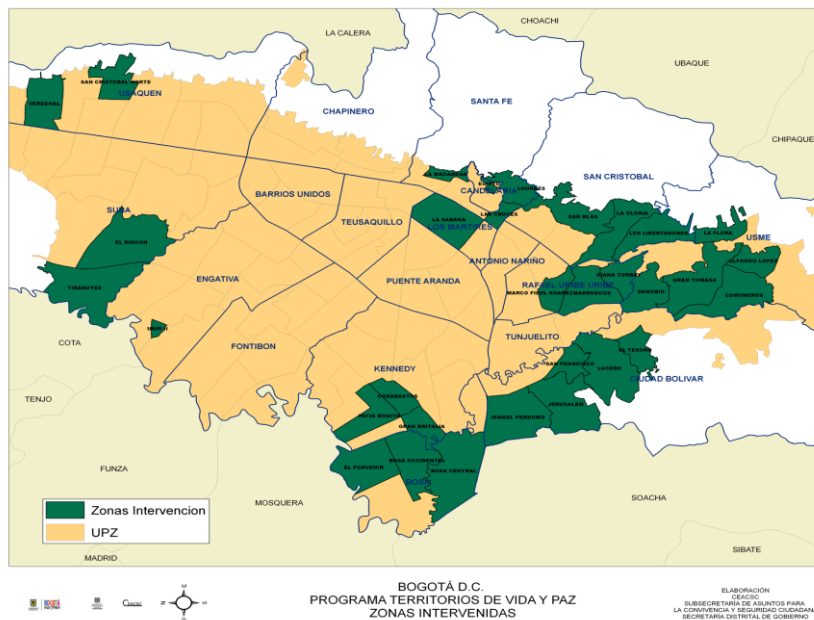 LA CALERA
CHOACHI
UBAQUE
CHIPAQUE
SAN CRISTOBAL NORTE
USAQUEN
VERBENAL
CHAPINERO
SANTA FE
SAN CRISTOBAL
LA MACARENA
CANDELARIA
LOURDES
BARRIOS UNIDOS
SUBA
TEUSAQUILLO
LA SABANA
LOS MARTIRES
LAS CRUCES
SAN BLAS
LA GLORIA
LOS LIBERTADORES
LA FLORA
USME
EL RINCON
ANTONIO NARIÑO
ALFONSO LOPEZ
TIBABUYES
ENGATIVA
PUENTE ARANDA
DIANA TURBAY
RAFAEL URIBE URIBE
GRAN YOMASA
DANUBIO
COMUNEROS
MARRUECOS
COTA
FONTIBON
TUNJUELITO
KENNEDY
SAN FRANCISCO
EL TESORO
LUCERO
CIUDAD BOLIVAR
TENJO
CORABASTOS
PATIO BONITO
GRAN BRITALIA
JERUSALEM
ISMAEL PERDOMO
FUNZA
EL PORVENIR
BOSA OCCIDENTAL
BOSA CENTRAL
BOSA
MOSQUERA
SOACHA
Zonas Intervencion
UPZ
MADRID
SIBATE
BOGOTÁ D.C.
PROGRAMA TERRITORIOS DE VIDA Y PAZ
ZONAS INTERVENIDAS
ELABORACIÓN
CEACSC
SUBSECRETARÍA DE ASUNTOS PARA
LA CONVIVENCIA Y SEGURIDAD CIUDADANA
SECRETARÍA DISTRITAL DE GOBIERNO